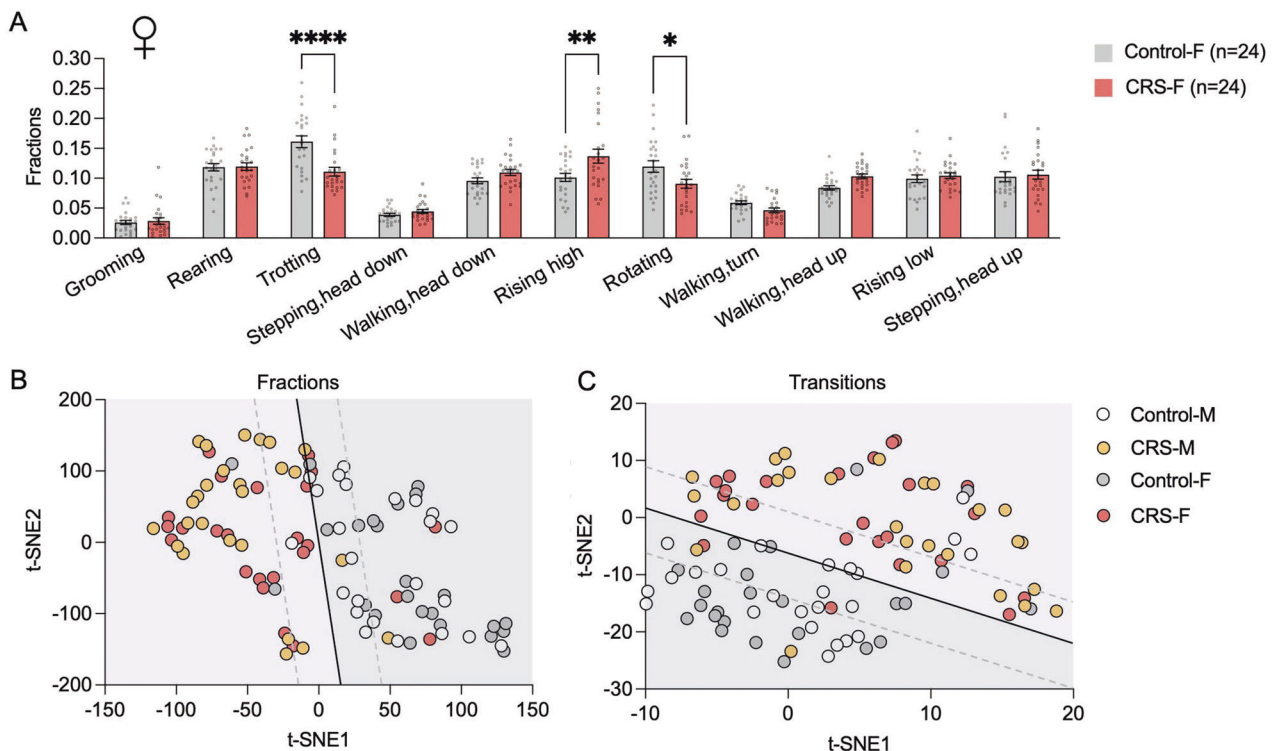 A
♀
****
**
*
Control-F (n=24)
CRS-F (n=24)
Fractions
0.30
0.25
0.20
0.15
0.10
0.05
0.00
Grooming
Rearing
Trotting
Stepping,head down
Walking,head down
Rising high
Rotating
Walking,turn
Walking,head up
Rising low
Stepping,head up
B
Fractions
t-SNE2
200
100
0
-100
-200
-150
-100
-50
0
50
100
150
t-SNE1
C
Transitions
t-SNE2
20
10
0
-10
-20
-30
-10
0
10
20
t-SNE1
Control-M
CRS-M
Control-F
CRS-F